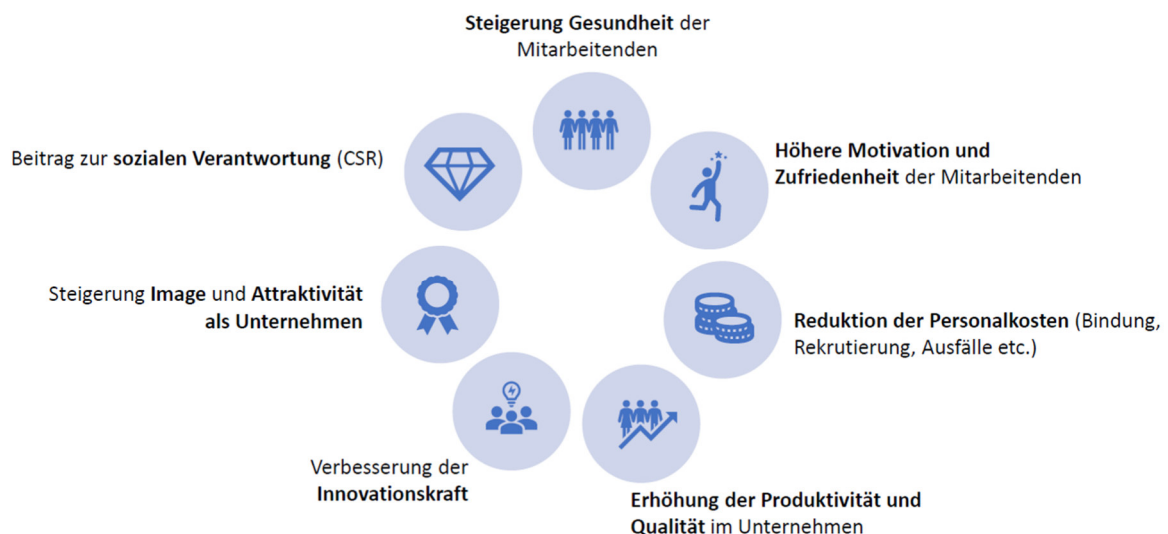 Steigerung Gesundheit der
Mitarbeitenden
Höhere Motivation und
Zufriedenheit der Mitarbeitenden
Reduktion der Personalkosten (Bindung,
Rekrutierung, Ausfälle etc.)
Erhöhung der Produktivität und
Qualität im Unternehmen
Verbesserung der
Innovationskraft
Steigerung Image und Attraktivität
als Unternehmen
Beitrag zur sozialen Verantwortung (CSR)